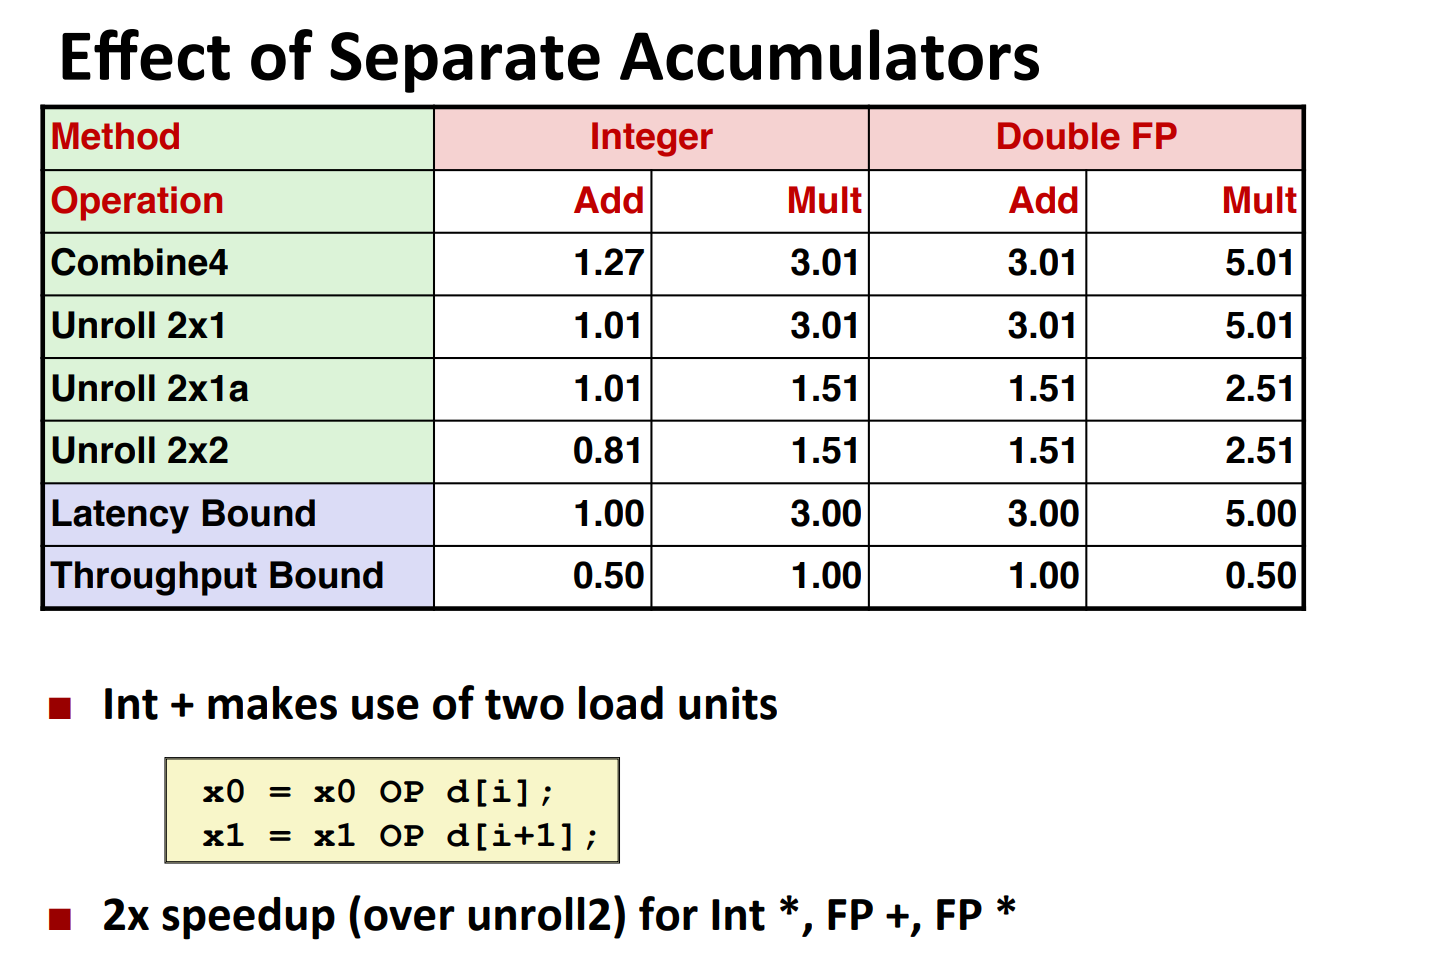 Effect of Separate Accumulators
Method Integer Double FP
Operation Add Mult Add Mult
Combine4 1.27 3.01 3.01 5.01
Unroll 2x1 1.01 3.01 3.01 5.01
Unroll 2x1a 1.01 1.51 1.51 2.51
Unroll 2x2 0.81 1.51 1.51 2.51
Latency Bound 1.00 3.00 3.00 5.00
Throughput Bound 0.50 1.00 1.00 0.50
■ Int + makes use of two load units
x0 = x0 OP d[i];
x1 = x1 OP d[i+1];
■ 2x speedup (over unroll2) for Int *, FP +, FP *